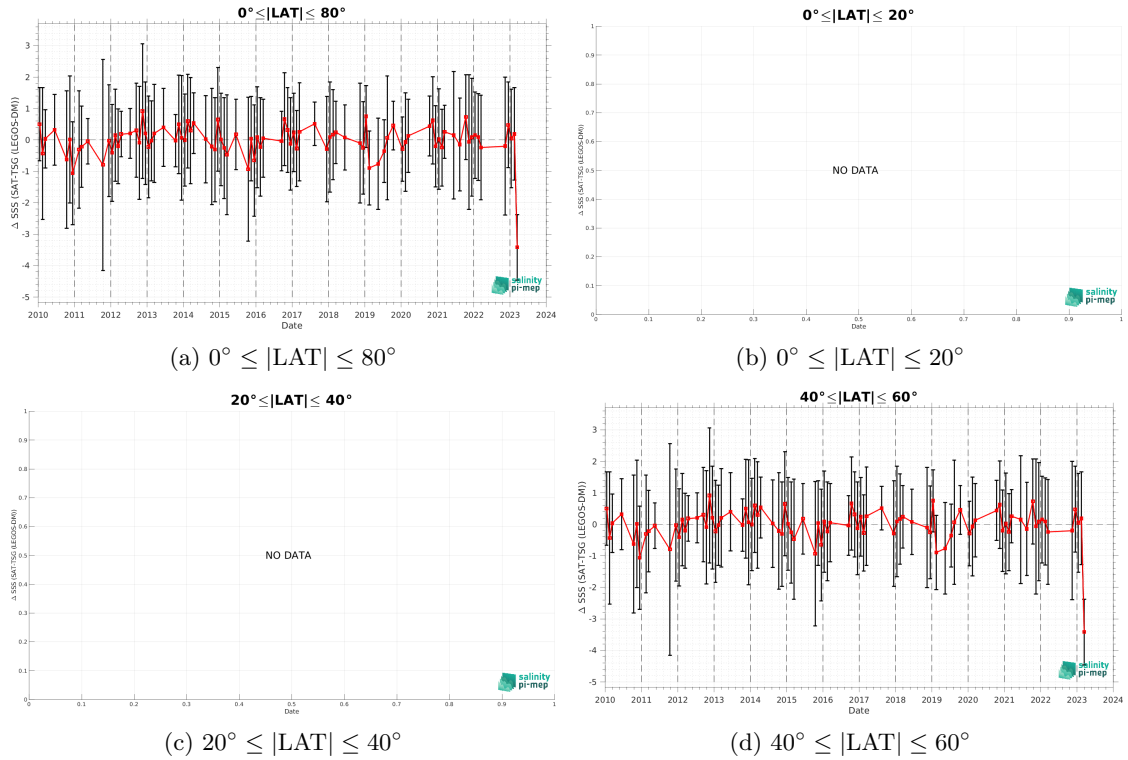 0°≤|LAT|≤ 80°
Δ SSS (SAT-TSG (LEGOS-DM))
3
2
1
0
-1
-2
-3
-4
-5
2010 2011 2012 2013 2014 2015 2016 2017 2018 2019 2020 2021 2022 2023 2024
Date
salinity
pi-mep
(a) 0° ≤ |LAT| ≤ 80°
0°≤|LAT|≤ 20°
Δ SSS (SAT-TSG (LEGOS-DM))
1
0.9
0.8
0.7
0.6
0.5
0.4
0.3
0.2
0.1
0
NO DATA
0 0.1 0.2 0.3 0.4 0.5 0.6 0.7 0.8 0.9 1
Date
salinity
pi-mep
(b) 0° ≤ |LAT| ≤ 20°
20°≤|LAT|≤ 40°
Δ SSS (SAT-TSG (LEGOS-DM))
1
0.9
0.8
0.7
0.6
0.5
0.4
0.3
0.2
0.1
0
NO DATA
0 0.1 0.2 0.3 0.4 0.5 0.6 0.7 0.8 0.9 1
Date
salinity
pi-mep
(c) 20° ≤ |LAT| ≤ 40°
40°≤|LAT|≤ 60°
Δ SSS (SAT-TSG (LEGOS-DM))
3
2
1
0
-1
-2
-3
-4
-5
2010 2011 2012 2013 2014 2015 2016 2017 2018 2019 2020 2021 2022 2023 2024
Date
salinity
pi-mep
(d) 40° ≤ |LAT| ≤ 60°